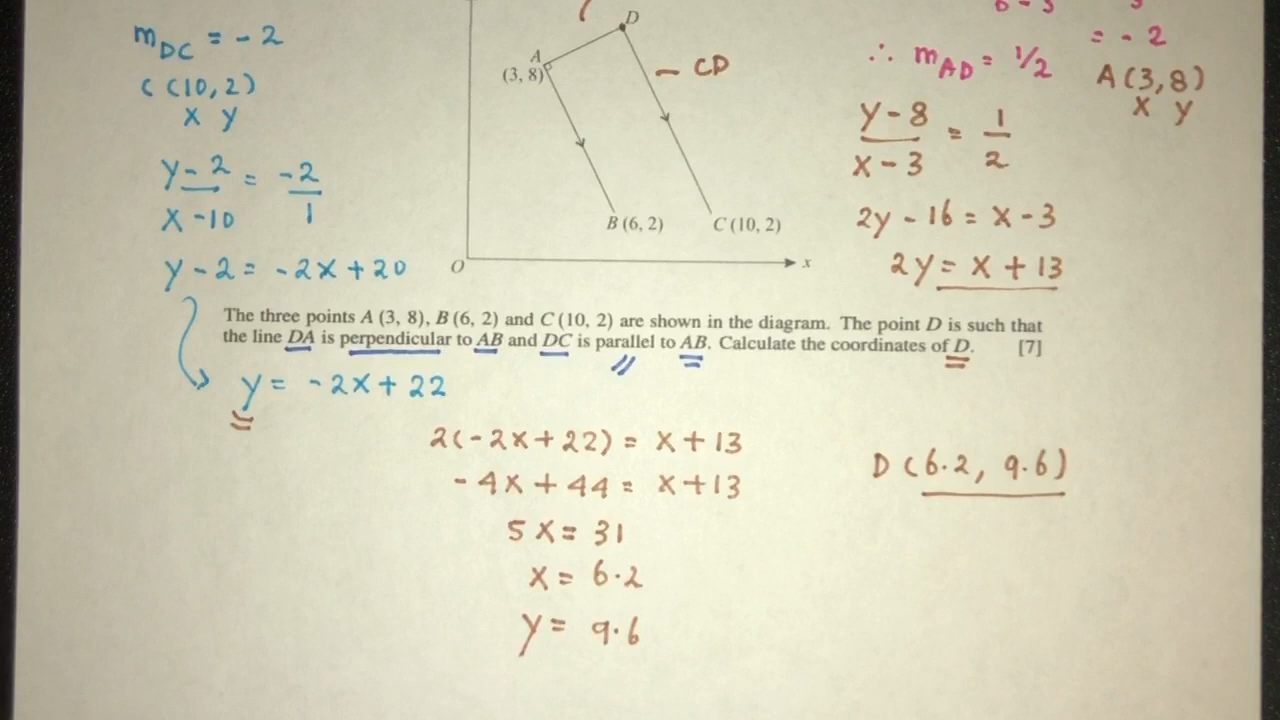 m_DC = -2
C (10, 2)
x y
y - 2 / x - 10 = -2 / 1
y - 2 = -2x + 20
y = -2x + 22
D
A
(3, 8)
CD
B (6, 2)
C (10, 2)
O
x
= -2
∴ m_AD = 1/2
A (3, 8)
x y
y - 8 / x - 3 = 1 / 2
2y - 16 = x - 3
2y = x + 13
The three points A (3, 8), B (6, 2) and C (10, 2) are shown in the diagram. The point D is such that
the line DA is perpendicular to AB and DC is parallel to AB. Calculate the coordinates of D. [7]
2(-2x + 22) = x + 13
-4x + 44 = x + 13
5x = 31
x = 6.2
y = 9.6
D (6.2, 9.6)